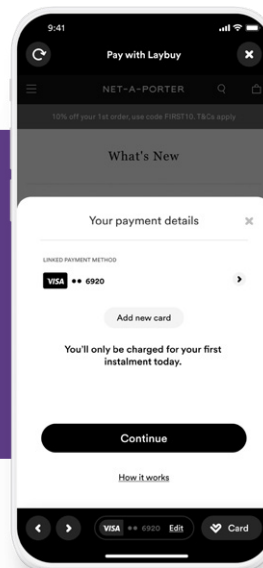 9:41
Pay with Laybuy
NET-A-PORTER
10% off your 1st order, use code FIRST10. T&Cs apply
What's New
Your payment details
LINKED PAYMENT METHOD
VISA •• 6920
Add new card
You'll only be charged for your first
instalment today.
Continue
How it works
VISA •• 6920 Edit
Card